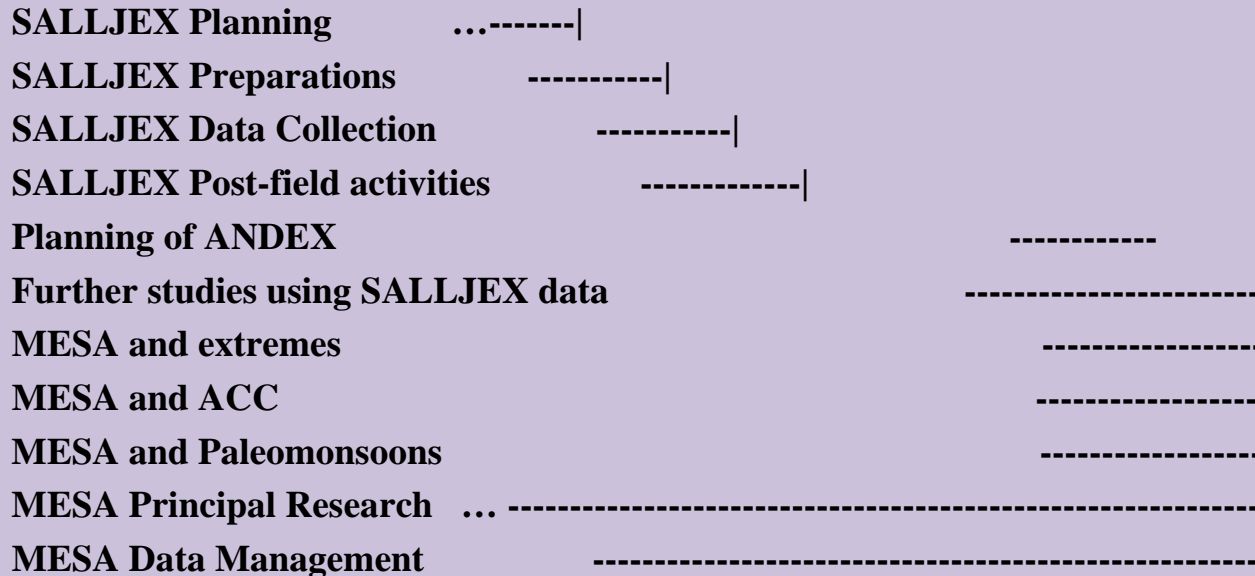 SALLJEX Planning …-------|
SALLJEX Preparations -----------|
SALLJEX Data Collection -----------|
SALLJEX Post-field activities -------------|
Planning of ANDEX ------------
Further studies using SALLJEX data ------------------------
MESA and extremes ------------------
MESA and ACC ------------------
MESA and Paleomonsoons ------------------
MESA Principal Research … -------------------------------------------------------------
MESA Data Management ------------------------------------------------------